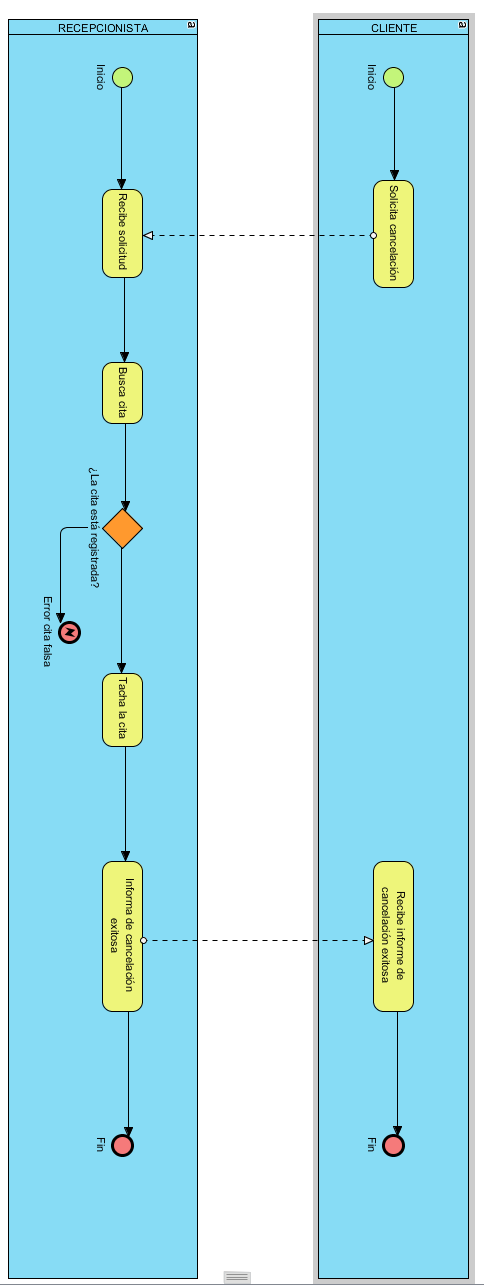 RECEPCIONISTA
a
Inicio
Recibe solicitud
Busca cita
¿La cita está registrada?
Error cita falsa
Tacha la cita
Informa de cancelación
exitosa
Fin
CLIENTE
a
Inicio
Solicita cancelación
Recibe informe de
cancelación exitosa
Fin